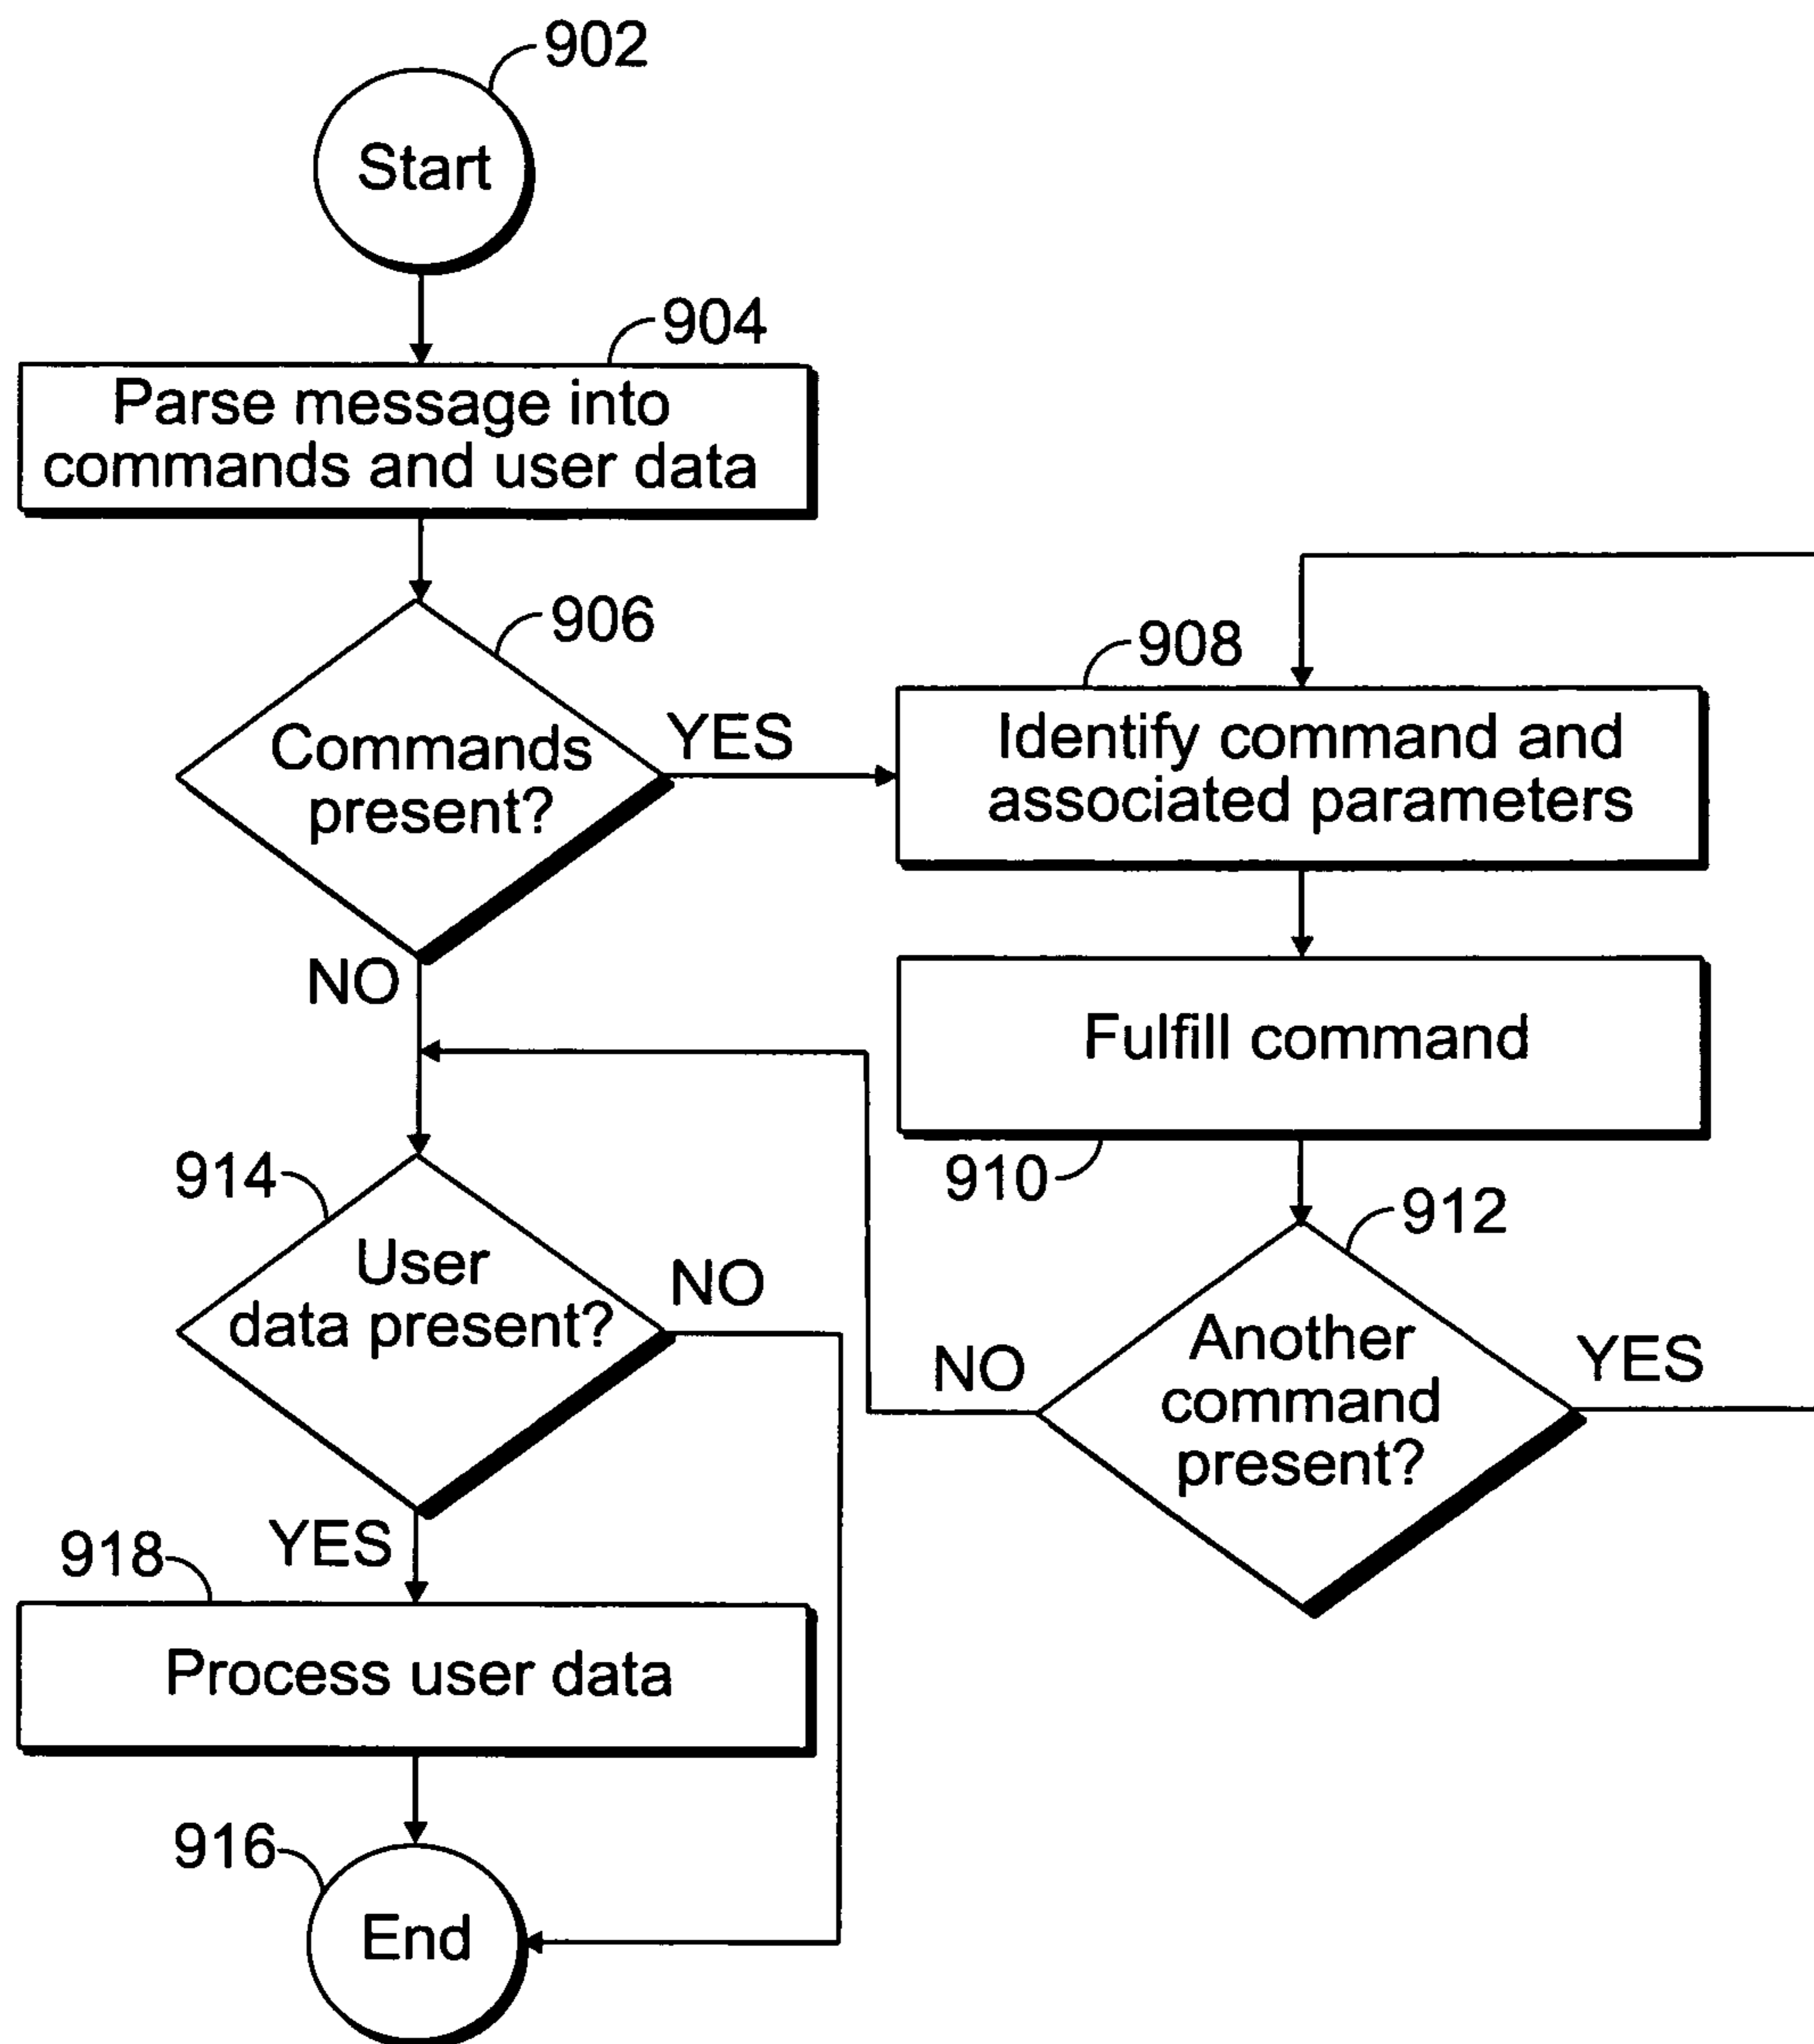 902
Start
904
Parse message into
commands and user data
906
Commands
present?
YES
NO
908
Identify command and
associated parameters
Fulfill command
910
912
Another
command
present?
YES
NO
914
User
data present?
NO
YES
918
Process user data
916
End